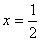 x = 1/2